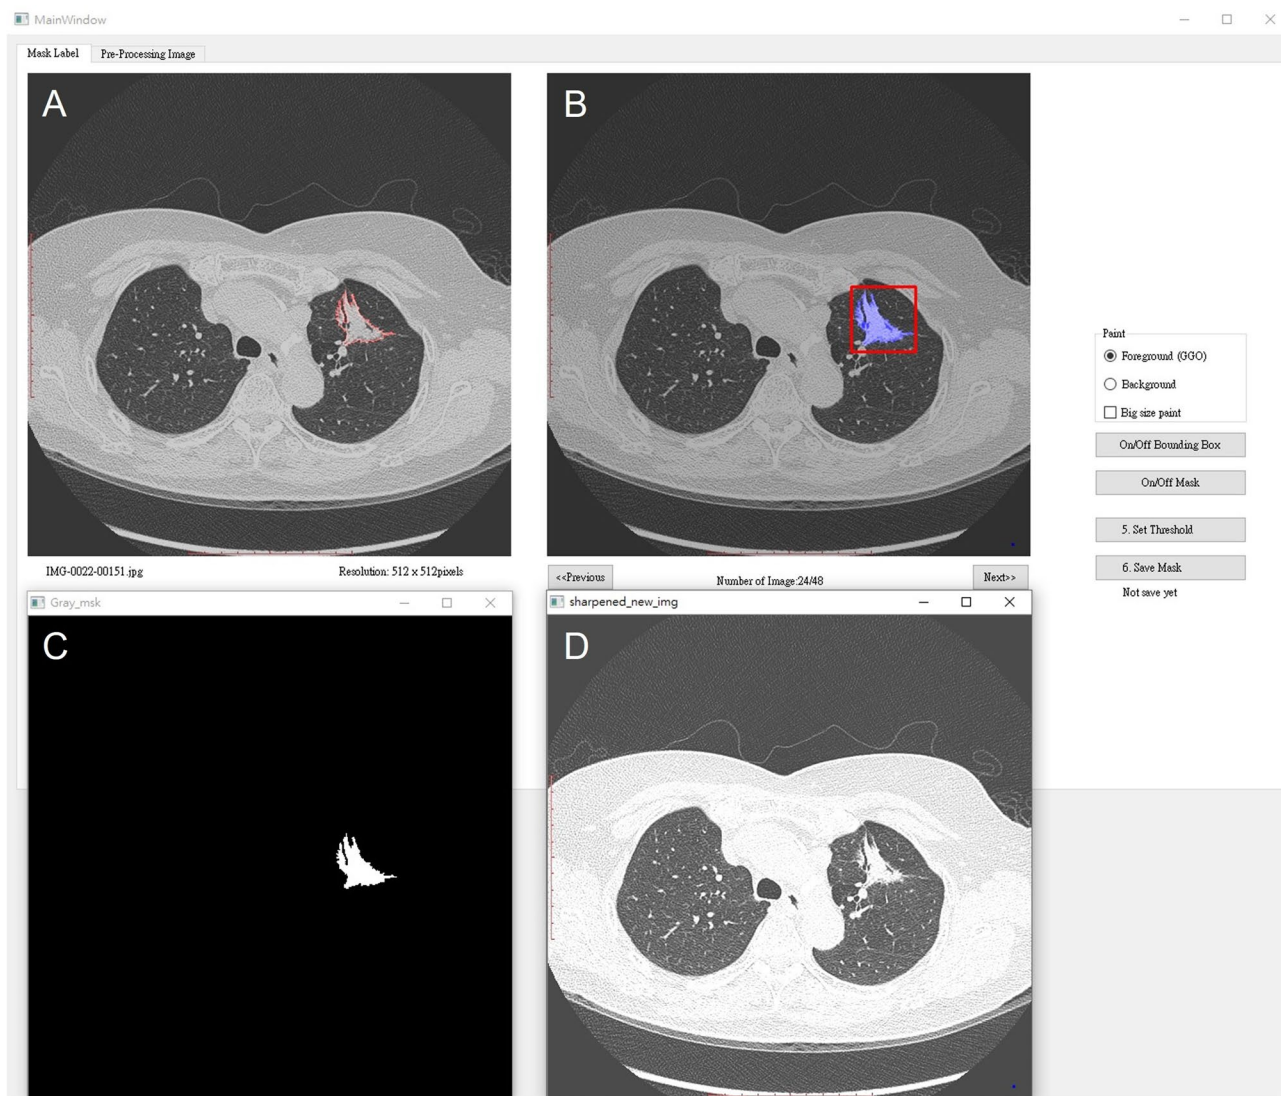 MainWindow
Mask Label
Pre-Processing Image
A
B
Paint
Foreground (GGO)
Background
Big size paint
On/Off Bounding Box
On/Off Mask
5. Set Threshold
6. Save Mask
Not save yet
IMG-0022-00151.jpg
Resolution: 512 x 512pixels
<<Previous
Number of Image:24/48
Next>>
Gray_msk
sharpened_new_img
C
D